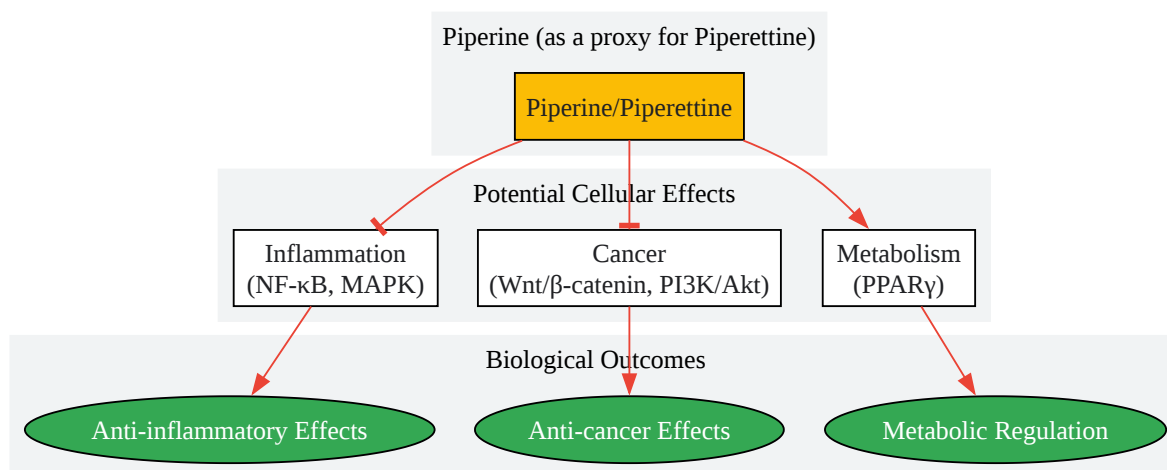 Piperine (as a proxy for Piperettine)
Piperine/Piperettine
Potential Cellular Effects
Inflammation
(NF-κB, MAPK)
Cancer
(Wnt/β-catenin, PI3K/Akt)
Metabolism
(PPARγ)
Biological Outcomes
Anti-inflammatory Effects
Anti-cancer Effects
Metabolic Regulation